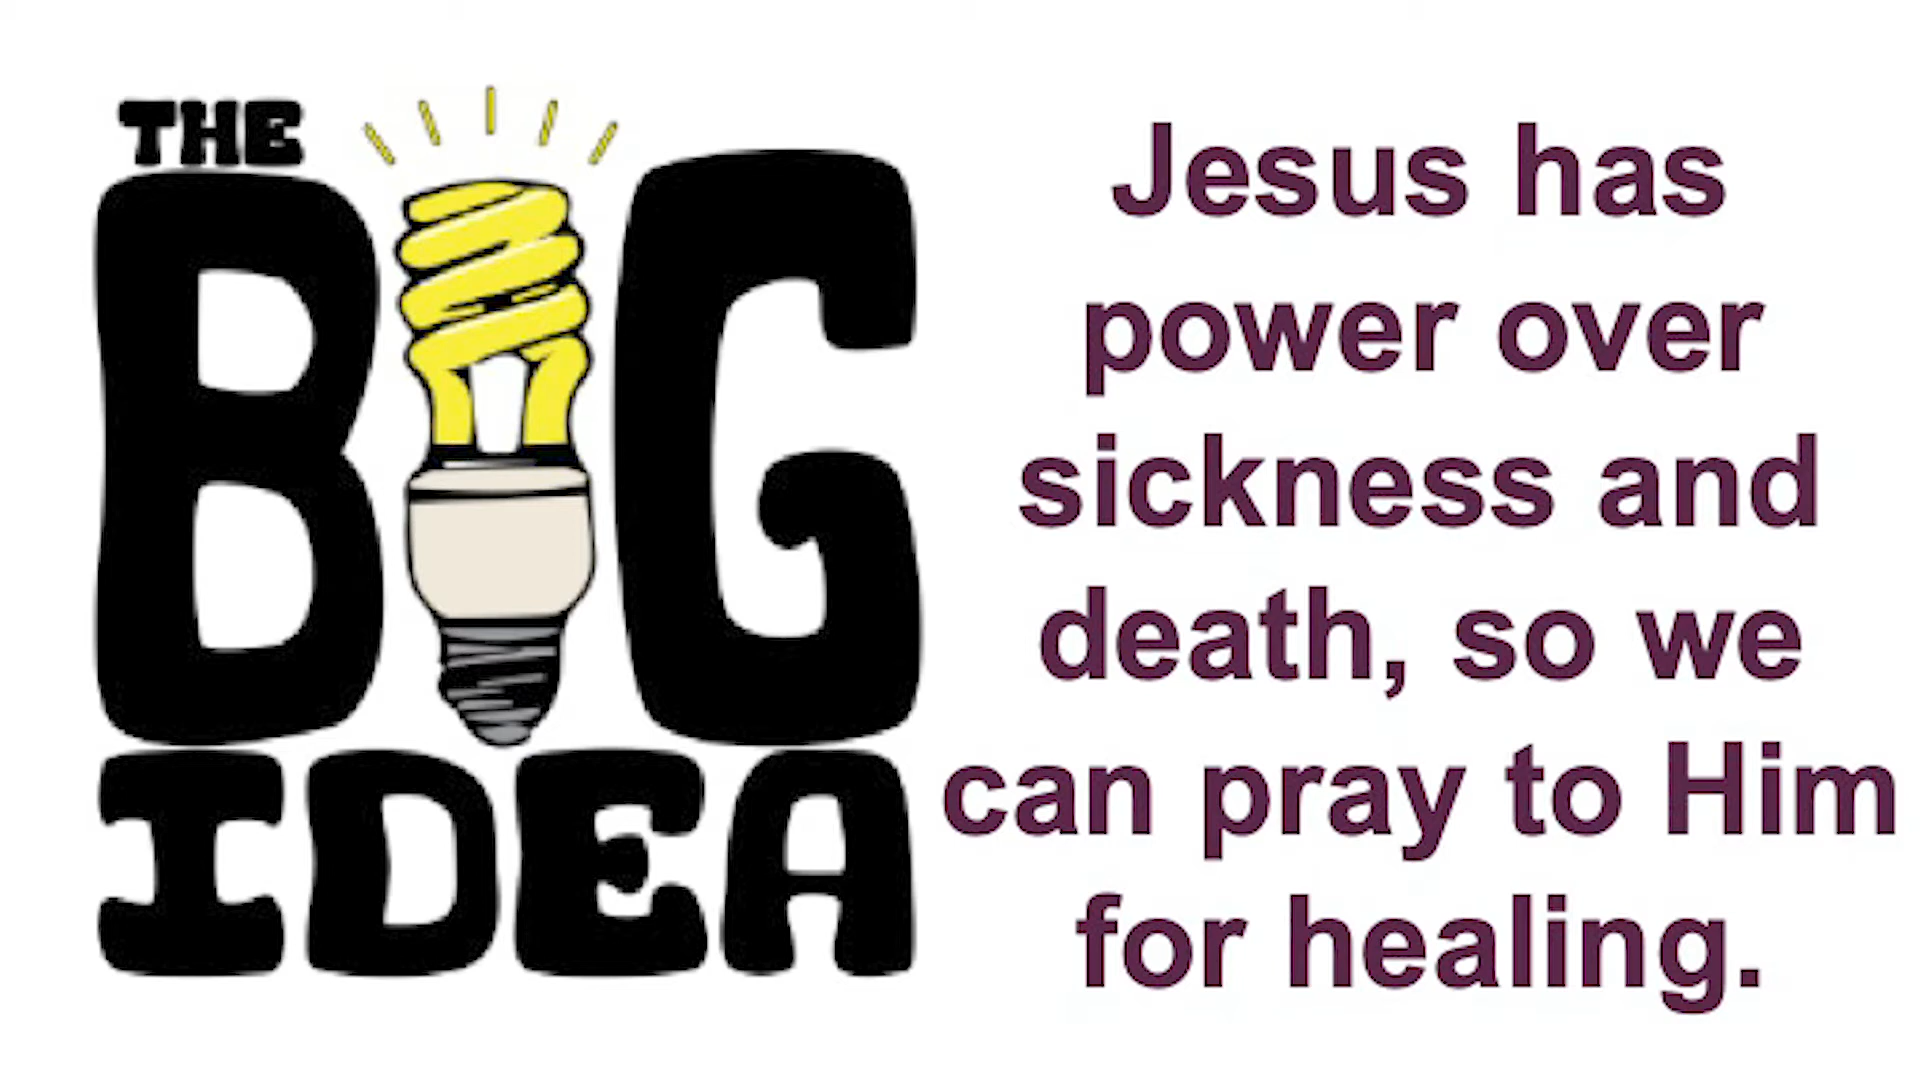 THE
BIG
IDEA
Jesus has
power over
sickness and
death, so we
can pray to Him
for healing.